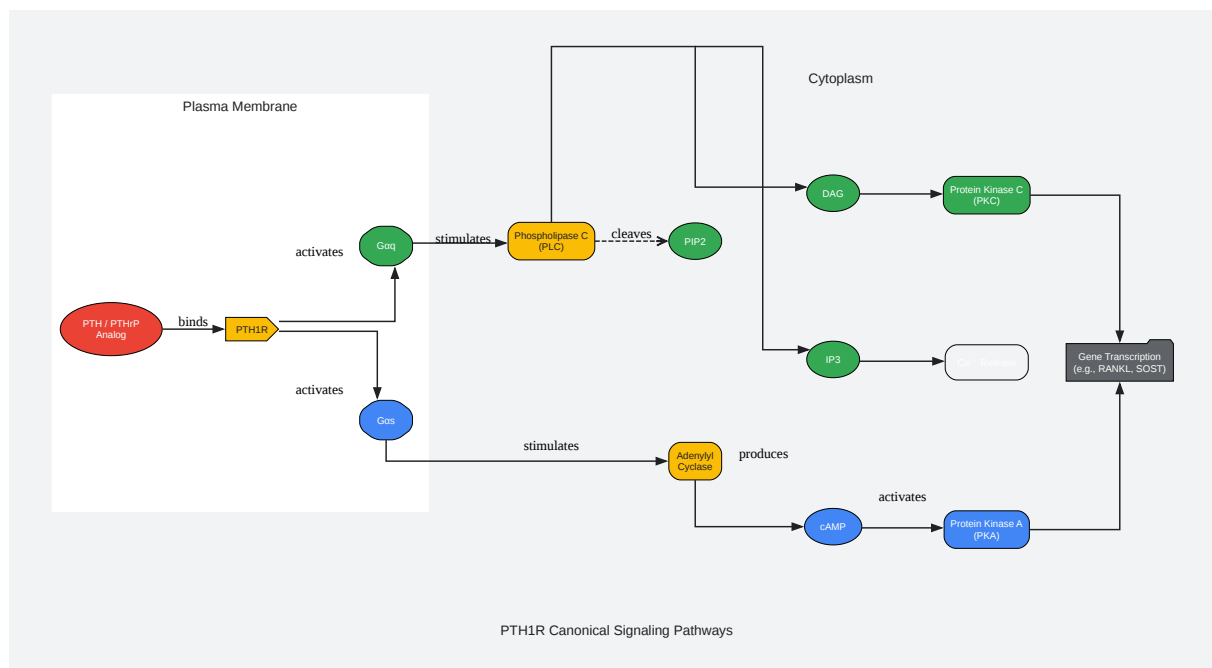 Cytoplasm
Plasma Membrane
DAG
Protein Kinase C
(PKC)
activates
Gαq
stimulates
Phospholipase C
(PLC)
cleaves
PIP2
PTH / PTHrP
Analog
binds
PTH1R
IP3
Release
Gene Transcription
(e.g., RANKL, SOST)
activates
Gαs
stimulates
Adenylyl
Cyclase
produces
activates
cAMP
Protein Kinase A
(PKA)
PTH1R Canonical Signaling Pathways